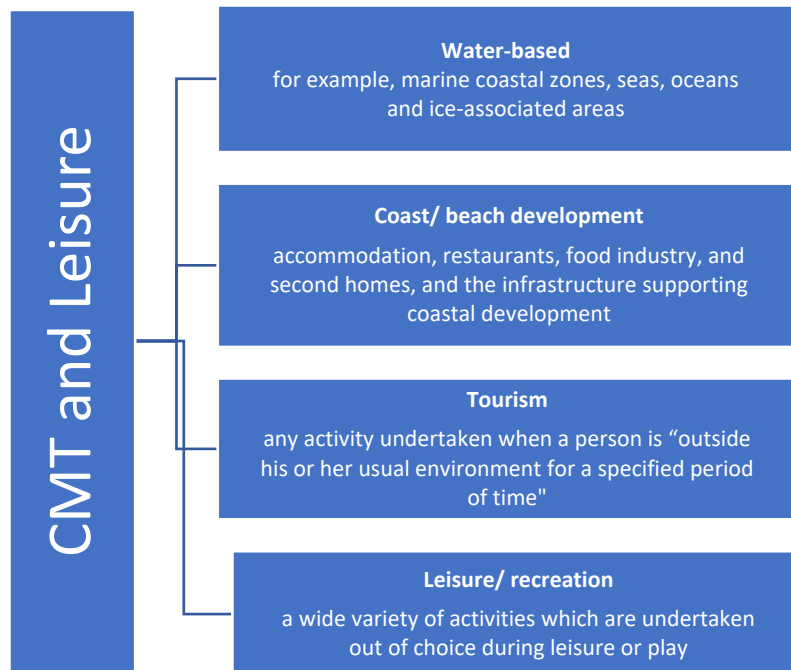 CMT and Leisure
Water-based
for example, marine coastal zones, seas, oceans
and ice-associated areas
Coast/ beach development
accommodation, restaurants, food industry, and
second homes, and the infrastructure supporting
coastal development
Tourism
any activity undertaken when a person is “outside
his or her usual environment for a specified period
of time"
Leisure/ recreation
a wide variety of activities which are undertaken
out of choice during leisure or play